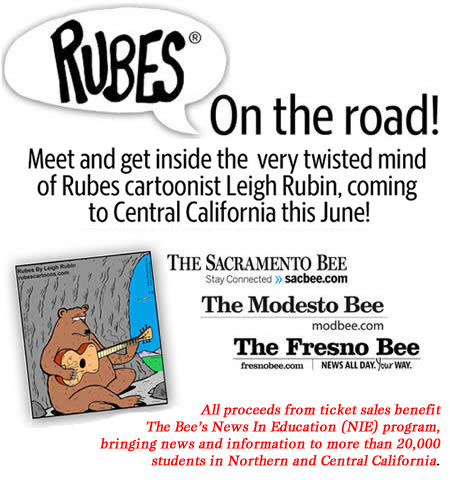 RUBES®
On the road!
Meet and get inside the very twisted mind
of Rubes cartoonist Leigh Rubin, coming
to Central California this June!
Rubes By Leigh Rubin
rubescartoons.com
THE SACRAMENTO BEE
Stay Connected » sacbee.com
The Modesto Bee
modbee.com
The Fresno Bee
fresnobee.com | NEWS ALL DAY. Your WAY.
All proceeds from ticket sales benefit
The Bee's News In Education (NIE) program,
bringing news and information to more than 20,000
students in Northern and Central California.